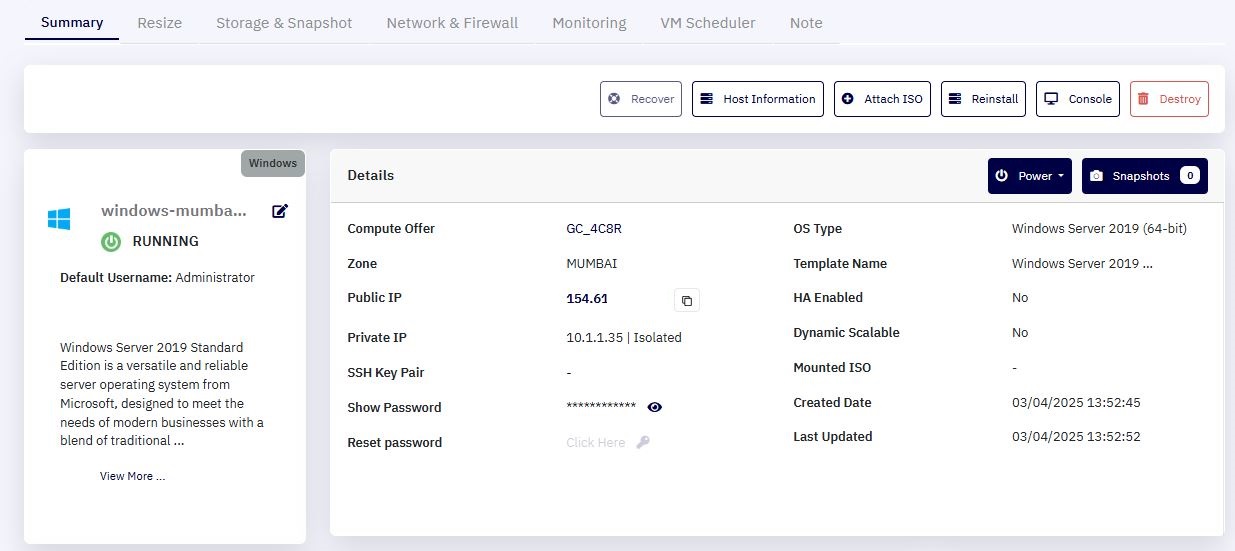 Summary Resize Storage & Snapshot Network & Firewall Monitoring VM Scheduler Note
Recover Host Information Attach ISO Reinstall Console Destroy
Windows
windows-mumba...
RUNNING
Default Username: Administrator
Windows Server 2019 Standard
Edition is a versatile and reliable
server operating system from
Microsoft, designed to meet the
needs of modern businesses with a
blend of traditional ...
View More ...
Details Power Snapshots 0
Compute Offer GC_4C8R
Zone MUMBAI
Public IP 154.61
Private IP 10.1.1.35 | Isolated
SSH Key Pair -
Show Password ************
Reset password Click Here
OS Type Windows Server 2019 (64-bit)
Template Name Windows Server 2019 ...
HA Enabled No
Dynamic Scalable No
Mounted ISO -
Created Date 03/04/2025 13:52:45
Last Updated 03/04/2025 13:52:52